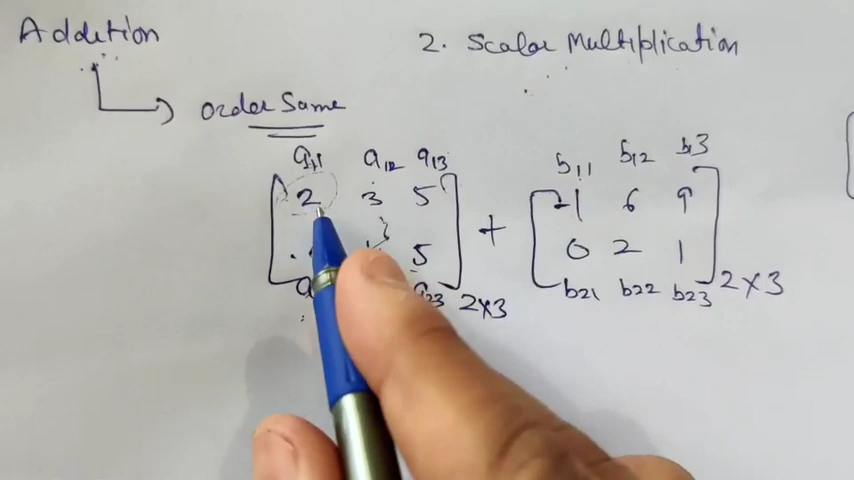 Addition
2. Scalar Multiplication
Order Same
a11 a12 a13
2 3 5
5
a23 2×3
+
b11 b12 b13
-1 6 9
0 2 1
b21 b22 b23 2×3